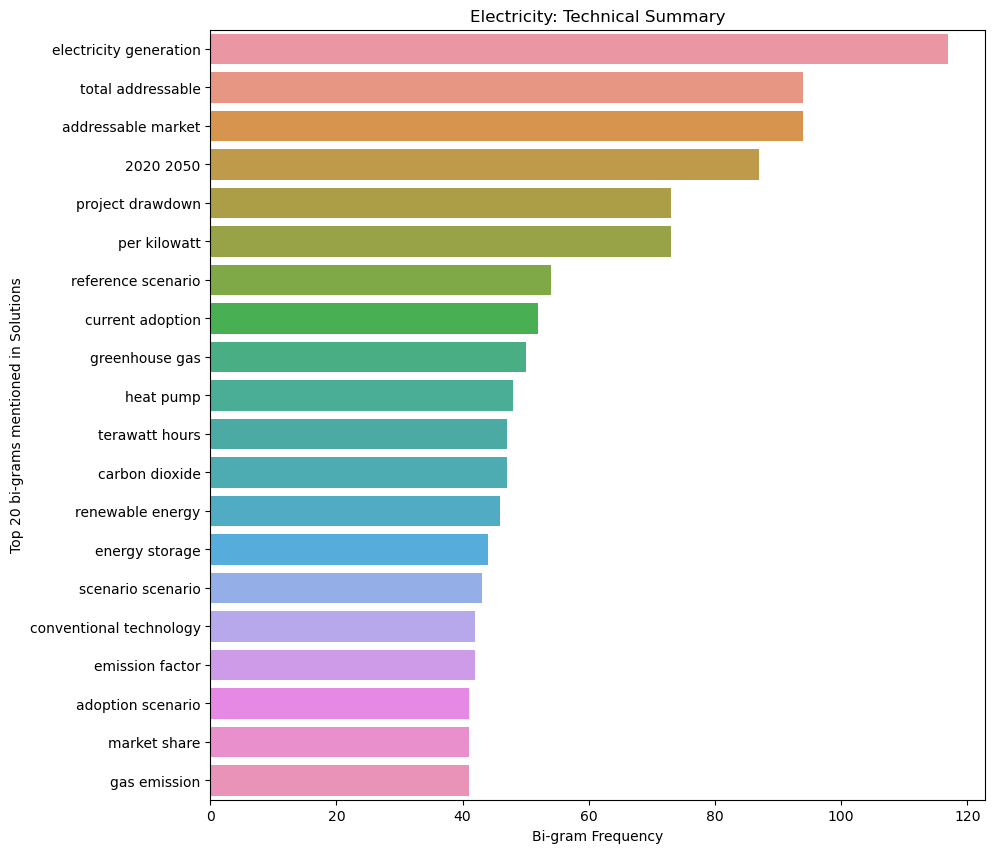 Electricity: Technical Summary
Top 20 bi-grams mentioned in Solutions
electricity generation
total addressable
addressable market
2020 2050
project drawdown
per kilowatt
reference scenario
current adoption
greenhouse gas
heat pump
terawatt hours
carbon dioxide
renewable energy
energy storage
scenario scenario
conventional technology
emission factor
adoption scenario
market share
gas emission
0 20 40 60 80 100 120
Bi-gram Frequency